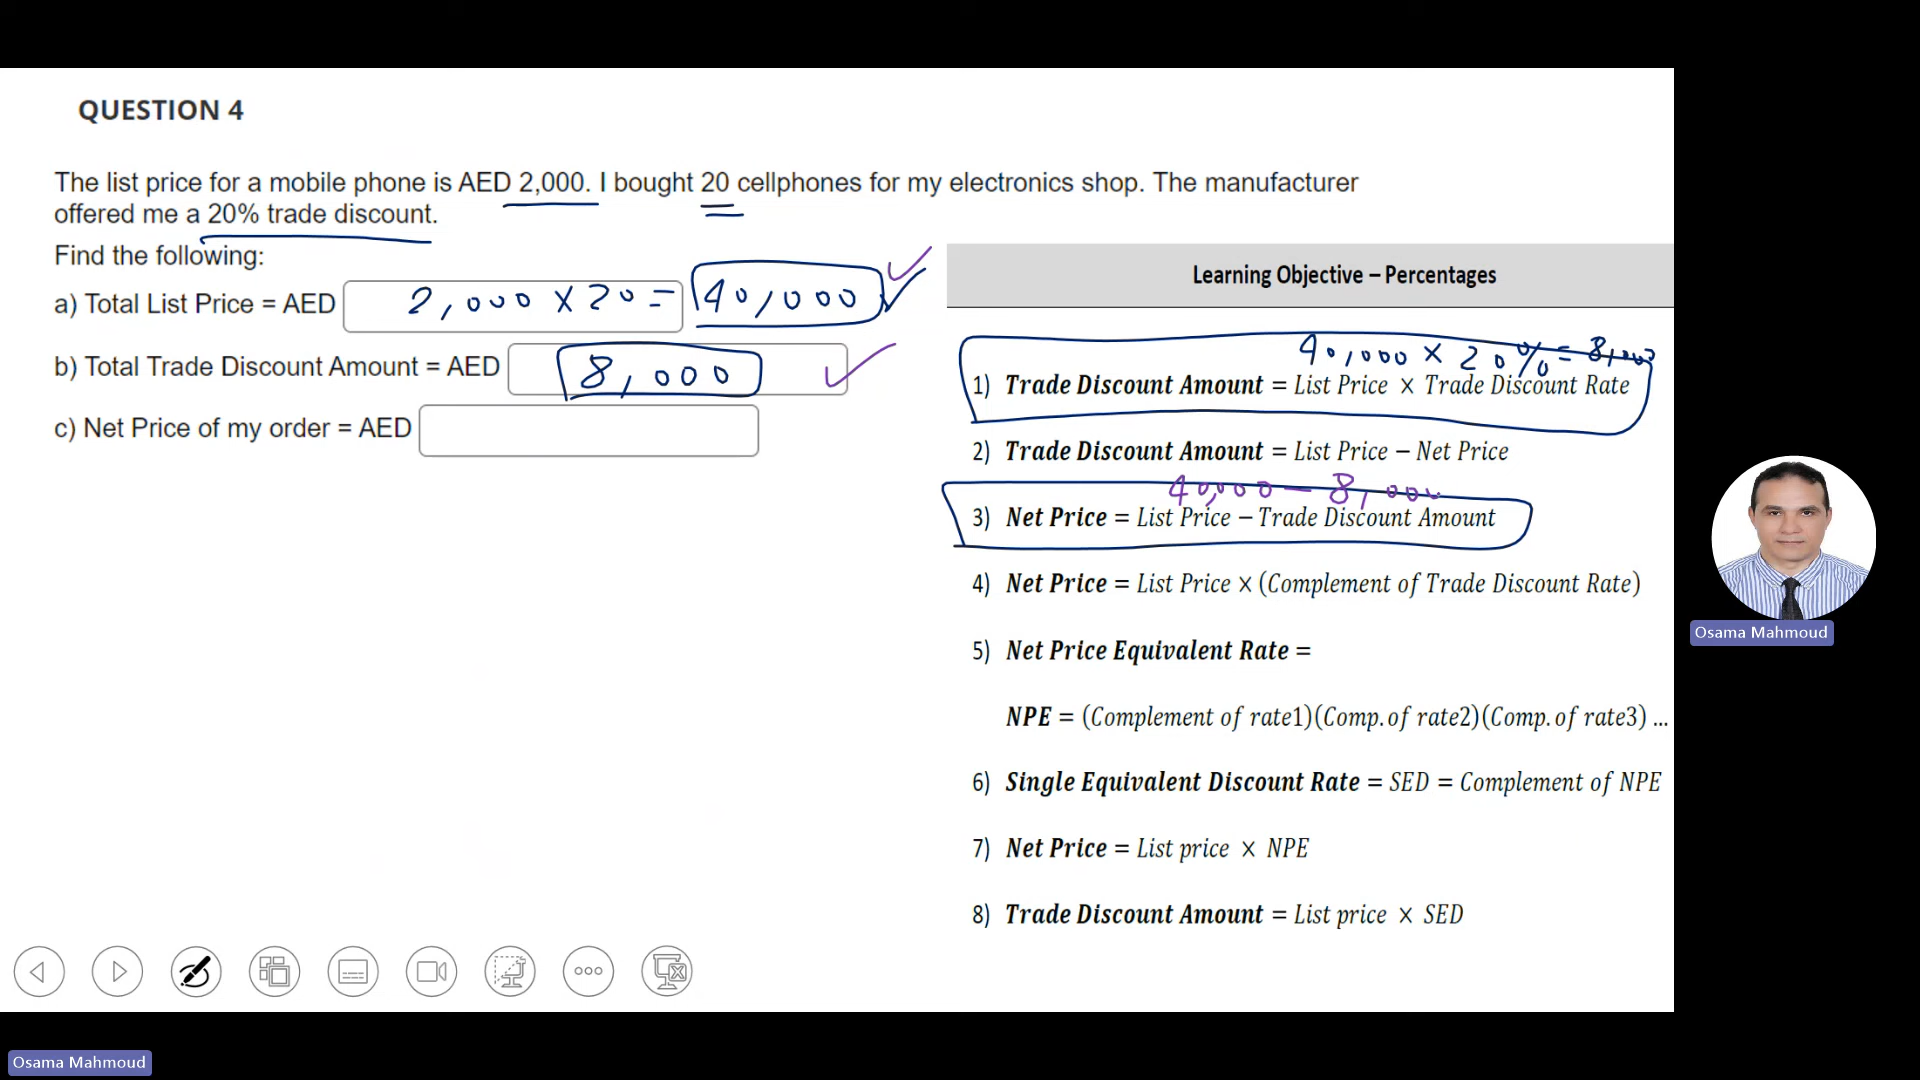 QUESTION 4
The list price for a mobile phone is AED 2,000. I bought 20 cellphones for my electronics shop. The manufacturer
offered me a 20% trade discount.
Find the following:
a) Total List Price = AED 2,000 × 20 = 40,000
b) Total Trade Discount Amount = AED 8,000
c) Net Price of my order = AED
Learning Objective – Percentages
40,000 × 20% = 8,000
1) Trade Discount Amount = List Price × Trade Discount Rate
2) Trade Discount Amount = List Price − Net Price
40,000 − 8,000
3) Net Price = List Price − Trade Discount Amount
4) Net Price = List Price × (Complement of Trade Discount Rate)
5) Net Price Equivalent Rate =
NPE = (Complement of rate1)(Comp. of rate2)(Comp. of rate3) ...
6) Single Equivalent Discount Rate = SED = Complement of NPE
7) Net Price = List price × NPE
8) Trade Discount Amount = List price × SED
Osama Mahmoud
Osama Mahmoud